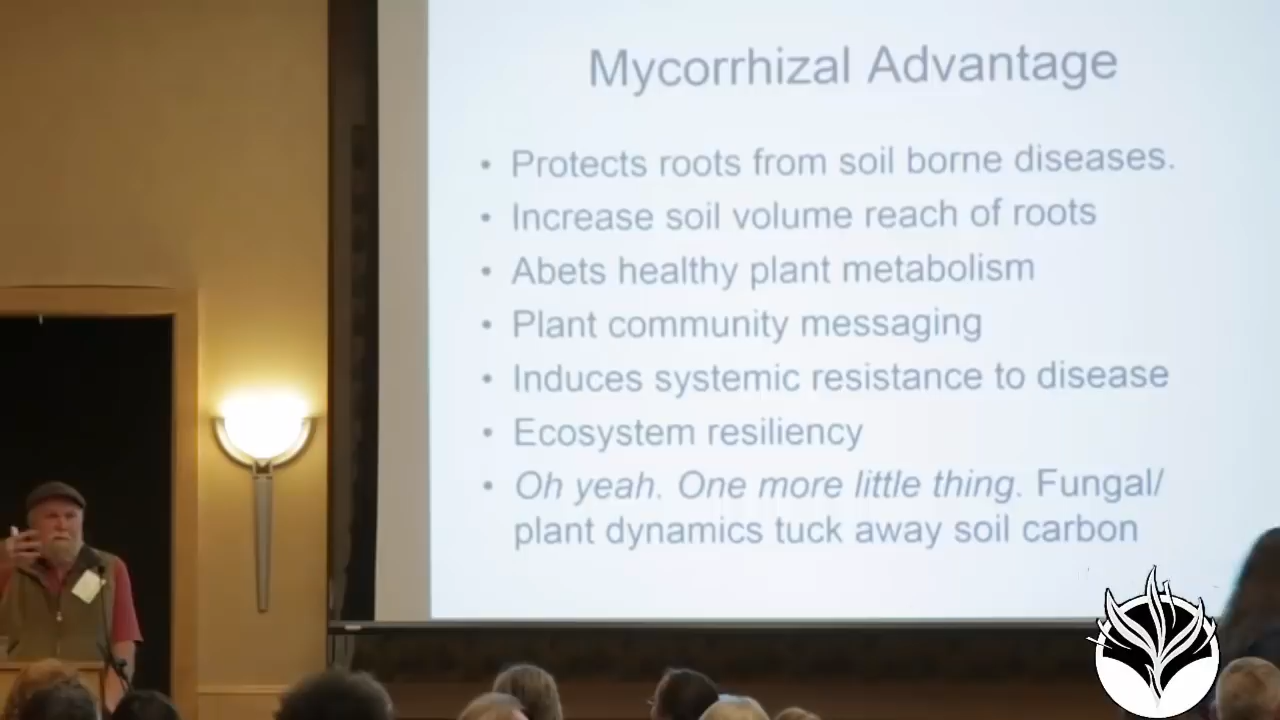 Mycorrhizal Advantage
• Protects roots from soil borne diseases.
• Increase soil volume reach of roots
• Abets healthy plant metabolism
• Plant community messaging
• Induces systemic resistance to disease
• Ecosystem resiliency
• Oh yeah. One more little thing. Fungal/
plant dynamics tuck away soil carbon